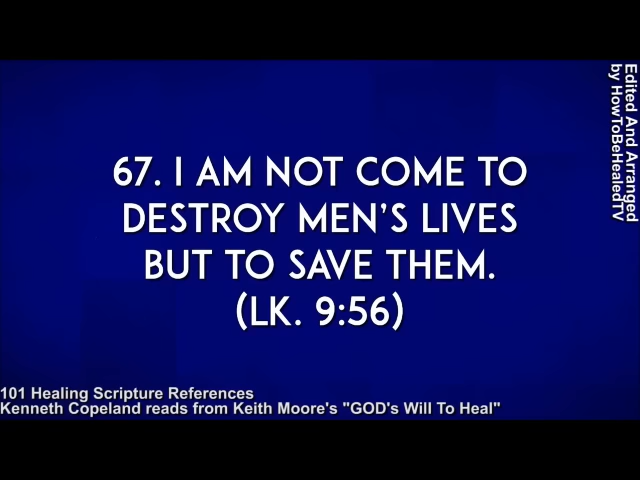 67. I AM NOT COME TO
DESTROY MEN'S LIVES
BUT TO SAVE THEM.
(LK. 9:56)
Edited And Arranged
by HowToBeHealedTV
101 Healing Scripture References
Kenneth Copeland reads from Keith Moore's "GOD's Will To Heal"